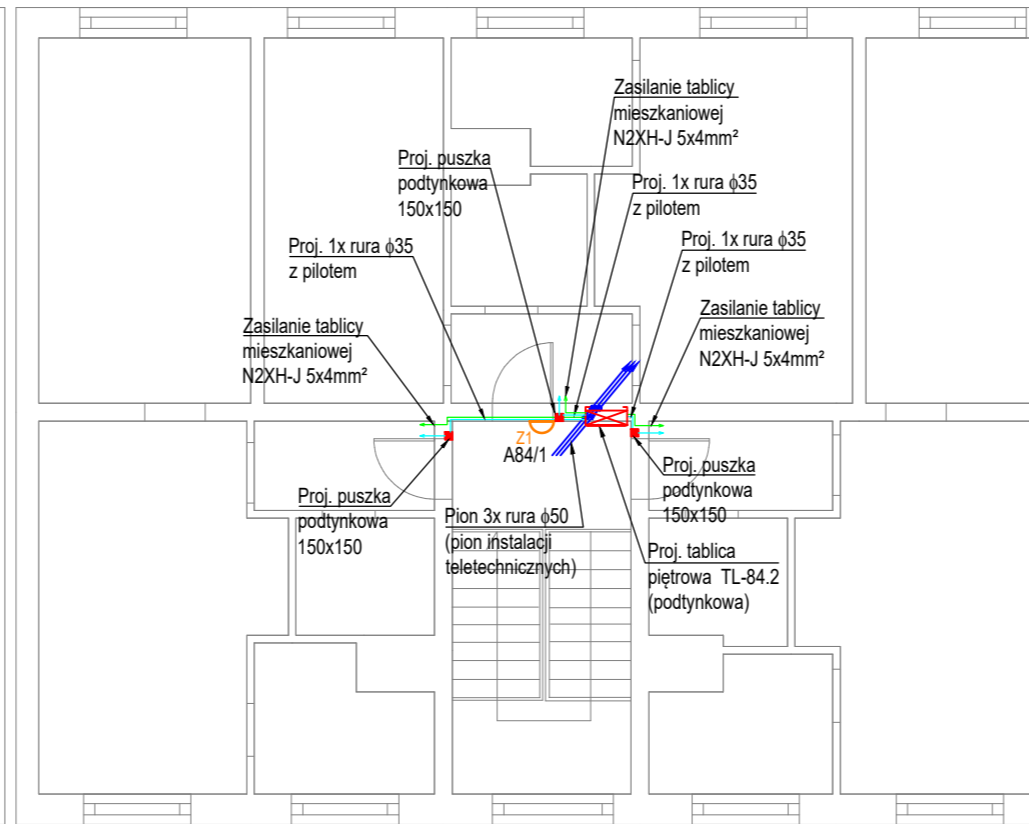 Zasilanie tablicy
mieszkaniowej
N2XH-J 5x4mm²
Proj. puszka
podtynkowa
150x150
Proj. 1x rura ϕ35
z pilotem
Proj. 1x rura ϕ35
z pilotem
Proj. 1x rura ϕ35
z pilotem
Zasilanie tablicy
mieszkaniowej
N2XH-J 5x4mm²
Zasilanie tablicy
mieszkaniowej
N2XH-J 5x4mm²
Z1
A84/1
Proj. puszka
podtynkowa
150x150
Proj. puszka
podtynkowa
150x150
Pion 3x rura ϕ50
(pion instalacji
teletechnicznych)
Proj. tablica
piętrowa TL-84.2
(podtynkowa)